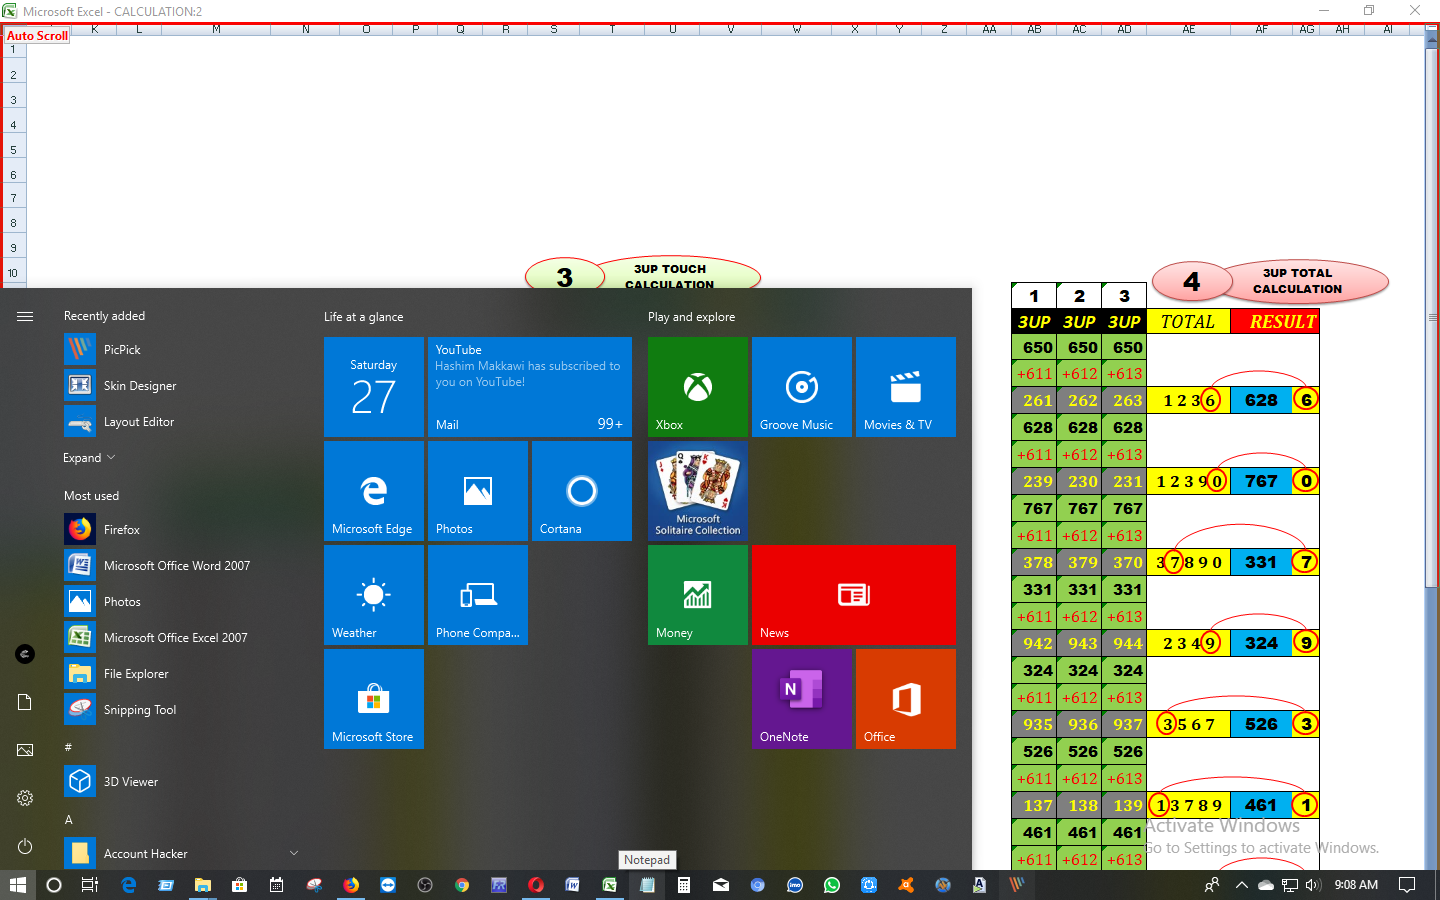 Microsoft Excel - CALCULATION:2
Auto Scroll
K L M N O P Q R S T U V W X Y Z AA AB AC AD AE AF AG AH AI
1
2
3
4
5
6
7
8
9
10
3
3UP TOUCH
CALCULATION
4
3UP TOTAL
CALCULATION
1 2 3
3UP 3UP 3UP TOTAL RESULT
650 650 650
+611 +612 +613
261 262 263 1 2 3 6 628 6
628 628 628
+611 +612 +613
239 230 231 1 2 3 9 0 767 0
767 767 767
+611 +612 +613
378 379 370 3 7 8 9 0 331 7
331 331 331
+611 +612 +613
942 943 944 2 3 4 9 324 9
324 324 324
+611 +612 +613
935 936 937 3 5 6 7 526 3
526 526 526
+611 +612 +613
137 138 139 1 3 7 8 9 461 1
461 461 461
+611 +612 +613
Activate Windows
Go to Settings to activate Windows.
Recently added
PicPick
Skin Designer
Layout Editor
Expand
Most used
Firefox
Microsoft Office Word 2007
Photos
Microsoft Office Excel 2007
File Explorer
Snipping Tool
#
3D Viewer
A
Account Hacker
Life at a glance
Saturday
27
YouTube
Hashim Makkawi has subscribed to
you on YouTube!
Mail 99+
Microsoft Edge
Photos
Cortana
Weather
Phone Compa...
Microsoft Store
Play and explore
Xbox
Groove Music
Movies & TV
Microsoft
Solitaire Collection
Money
News
OneNote
Office
Notepad
9:08 AM